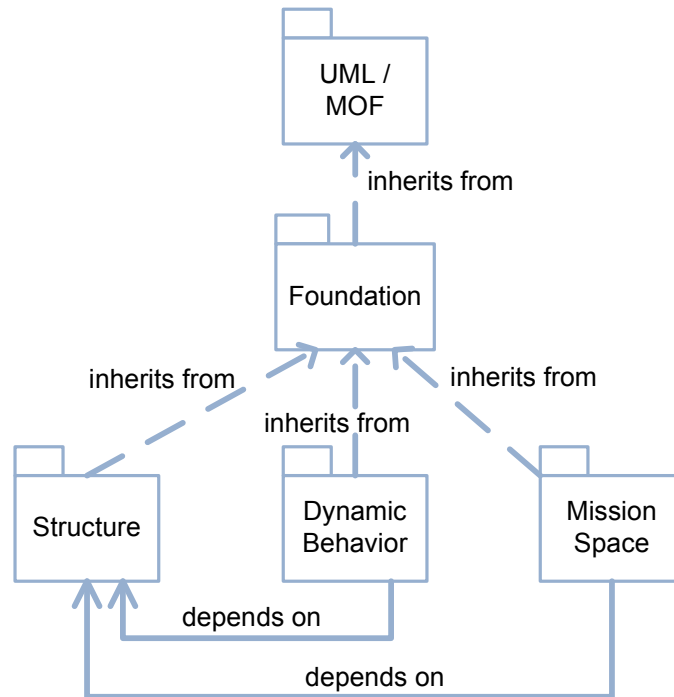 UML /
MOF
inherits from
Foundation
inherits from
inherits from
inherits from
Structure
Dynamic
Behavior
Mission
Space
depends on
depends on